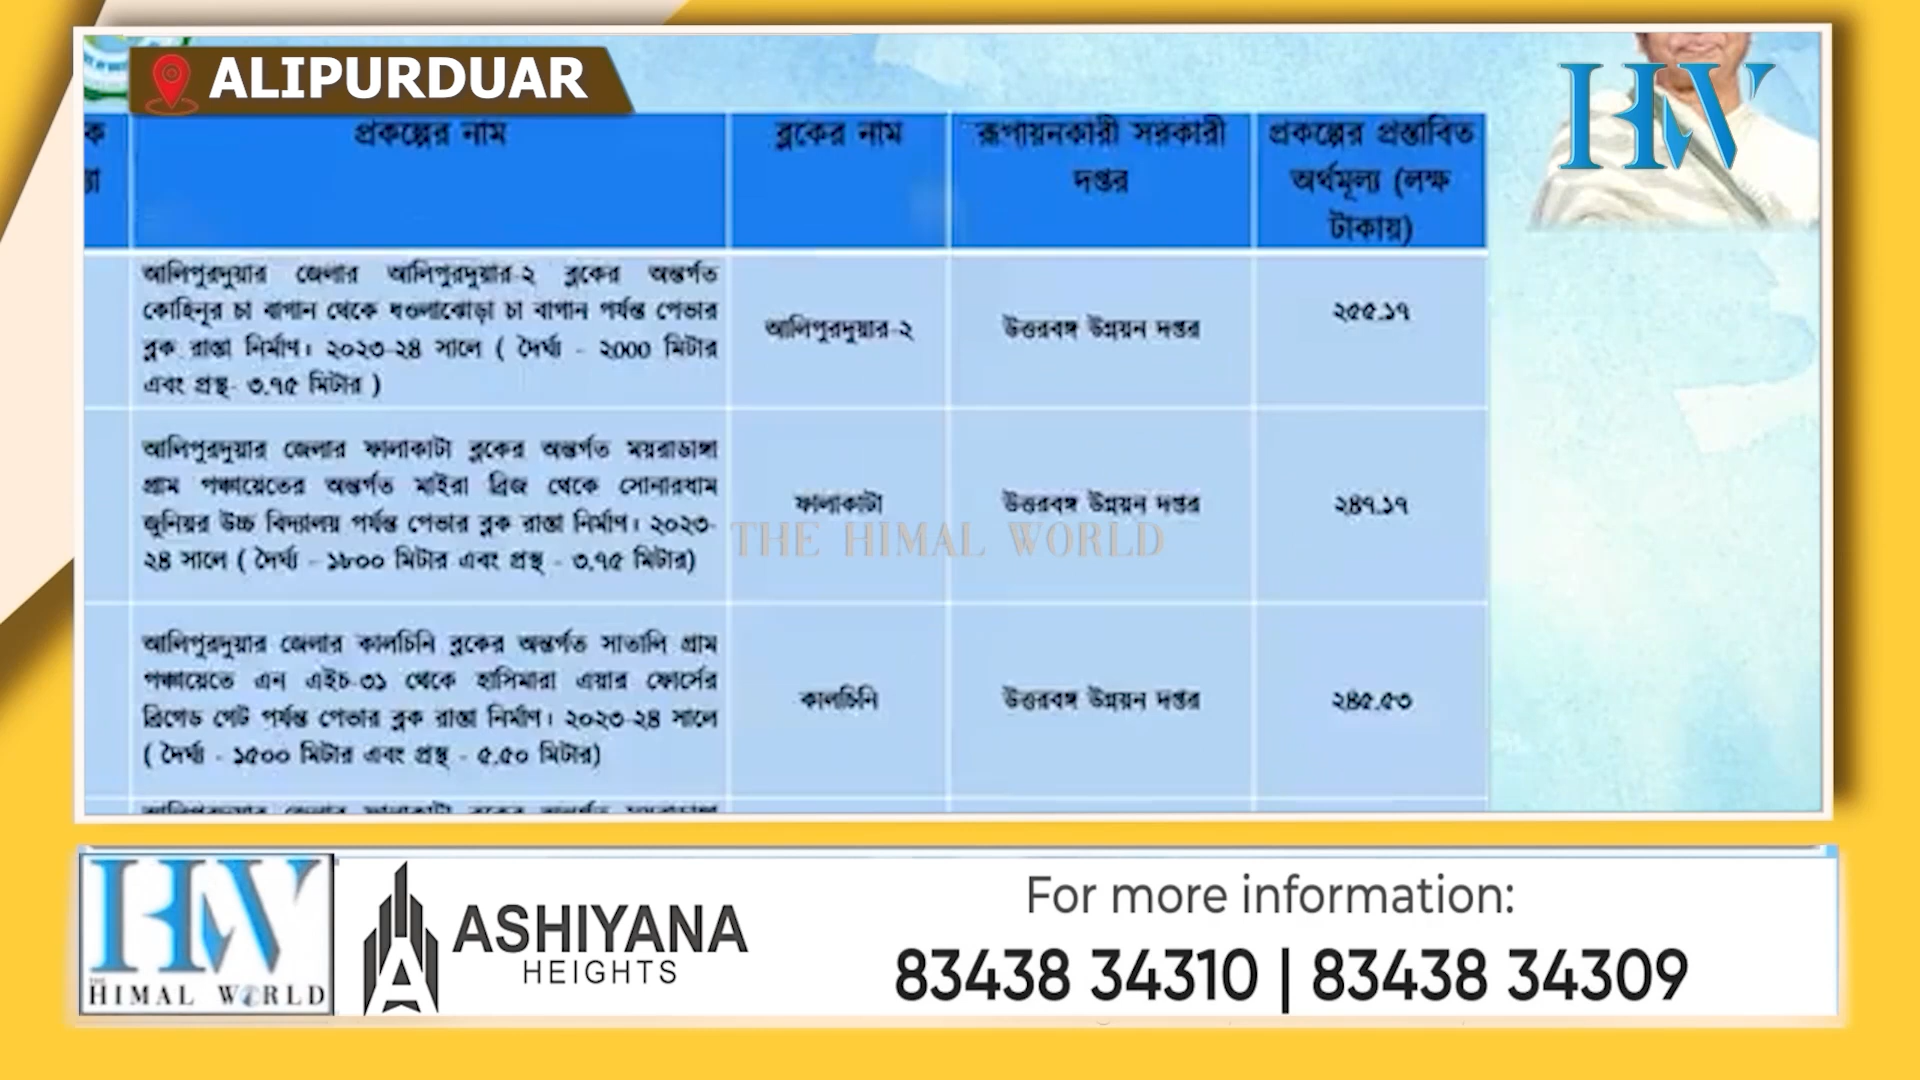 ALIPURDUAR
HW
ক
প্রকল্পের নাম
ব্লকের নাম
রূপায়নকারী সরকারী
দপ্তর
প্রকল্পের প্রস্তাবিত
অর্থমূল্য (লক্ষ
টাকায়)
আলিপুরদুয়ার জেলার আলিপুরদুয়ার-২ ব্লকের অন্তর্গত
কোহিনূর চা বাগান থেকে ধওলাঝোড়া চা বাগান পর্যন্ত পেভার
ব্লক রাস্তা নির্মাণ। ২০২৩-২৪ সালে ( দৈর্ঘ্য - ২000 মিটার
এবং প্রস্থ- ৩.৭৫ মিটার )
আলিপুরদুয়ার-২
উত্তরবঙ্গ উন্নয়ন দপ্তর
২৫৫.১৭
আলিপুরদুয়ার জেলার ফালাকাটা ব্লকের অন্তর্গত ময়রাডাঙ্গা
গ্রাম পঞ্চায়েতের অন্তর্গত মাইরা ব্রিজ থেকে সোনারধাম
জুনিয়র উচ্চ বিদ্যালয় পর্যন্ত পেভার ব্লক রাস্তা নির্মাণ। ২০২৩-
২৪ সালে ( দৈর্ঘ্য - ১৮০০ মিটার এবং প্রস্থ - ৩.৭৫ মিটার)
ফালাকাটা
উত্তরবঙ্গ উন্নয়ন দপ্তর
২৪৭.১৭
THE HIMAL WORLD
আলিপুরদুয়ার জেলার কালচিনি ব্লকের অন্তর্গত সাতালি গ্রাম
পঞ্চায়েতে এন এইচ-৩১ থেকে হাসিমারা এয়ার ফোর্সের
ব্রিগেড গেট পর্যন্ত পেভার ব্লক রাস্তা নির্মাণ। ২০২৩-২৪ সালে
( দৈর্ঘ্য - ১৫০০ মিটার এবং প্রস্থ - ৫.৫০ মিটার)
কালচিনি
উত্তরবঙ্গ উন্নয়ন দপ্তর
২৪৫.৫৩
HW
THE
HIMAL WORLD
ASHIYANA
HEIGHTS
For more information:
83438 34310 | 83438 34309